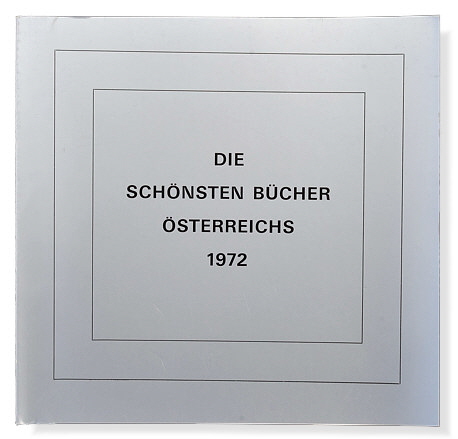 DIE
SCHÖNSTEN BÜCHER
ÖSTERREICHS
1972